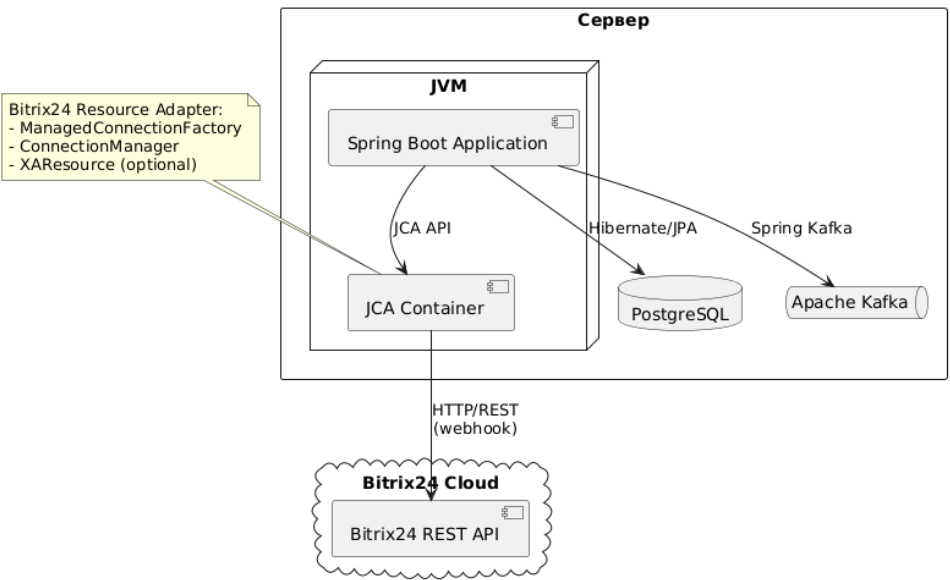 Сервер
JVM
Bitrix24 Resource Adapter:
- ManagedConnectionFactory
- ConnectionManager
- XAResource (optional)
Spring Boot Application
JCA API
Hibernate/JPA
Spring Kafka
JCA Container
PostgreSQL
Apache Kafka
HTTP/REST
(webhook)
Bitrix24 Cloud
Bitrix24 REST API